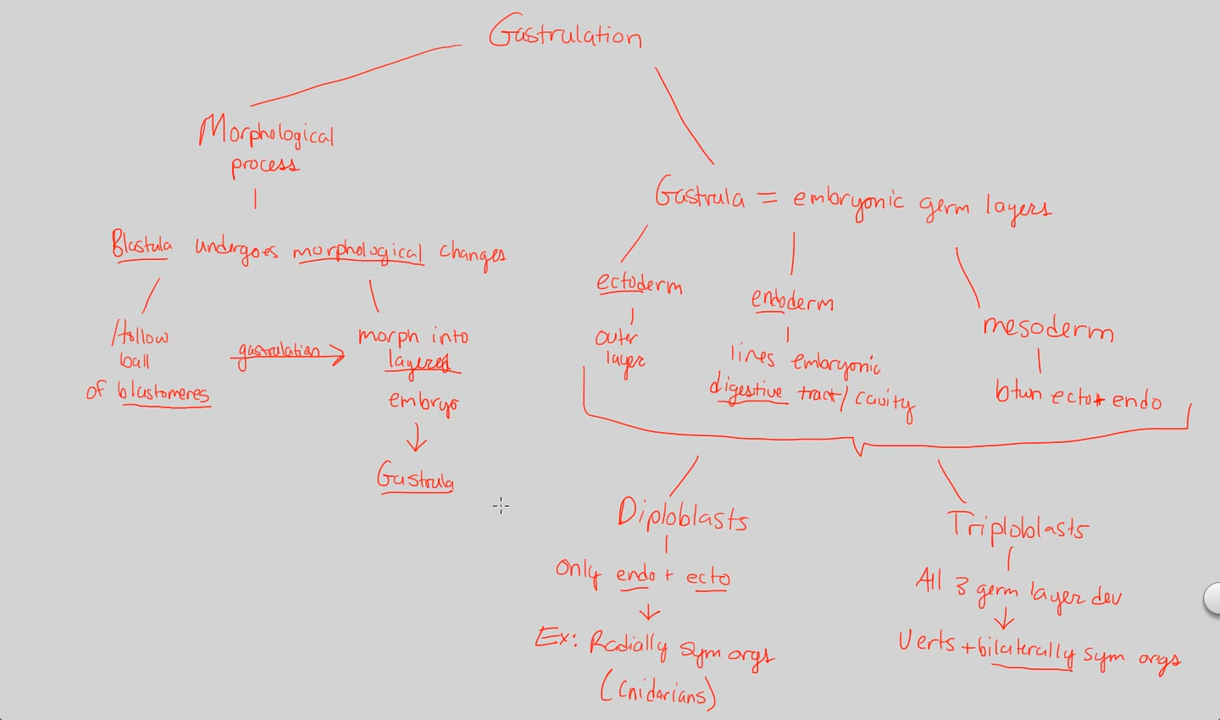 Gastrulation
Morphological
process
Blastula undergoes morphological changes
Hollow
ball
of blastomeres
gastrulation
morph into
layered
embryo
Gastrula
Gastrula = embryonic germ layers
ectoderm
outer
layer
endoderm
lines embryonic
digestive tract/cavity
mesoderm
btwn ecto + endo
Diploblasts
Only endo + ecto
Ex: Radially sym orgs
(Cnidarians)
Triploblasts
All 3 germ layer dev
Verts + bilaterally sym orgs